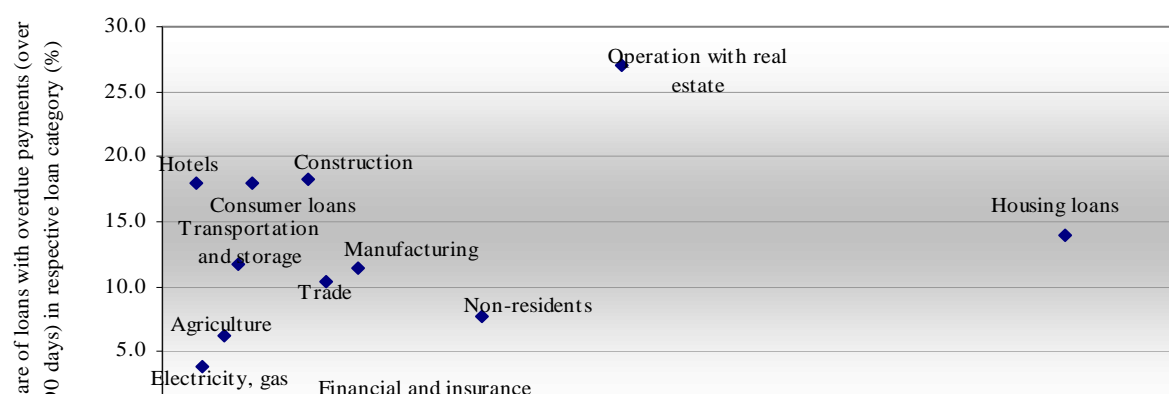 are of loans with overdue payments (over
00 days) in respective loan category (%)
30.0
25.0
20.0
15.0
10.0
5.0
Operation with real
estate
Hotels
Construction
Consumer loans
Housing loans
Transportation
and storage
Manufacturing
Trade
Non-residents
Agriculture
Electricity, gas
Financial and insurance